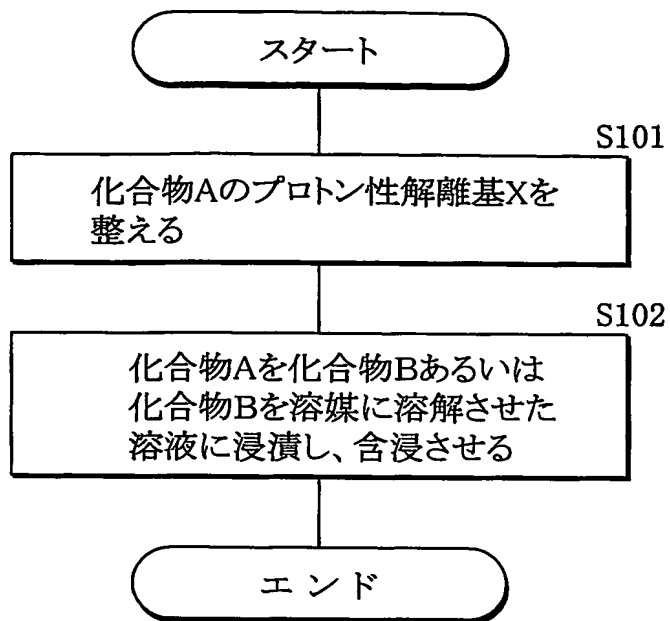 スタート
S101
化合物Aのプロトン性解離基Xを
整える
S102
化合物Aを化合物Bあるいは
化合物Bを溶媒に溶解させた
溶液に浸漬し、含浸させる
エンド